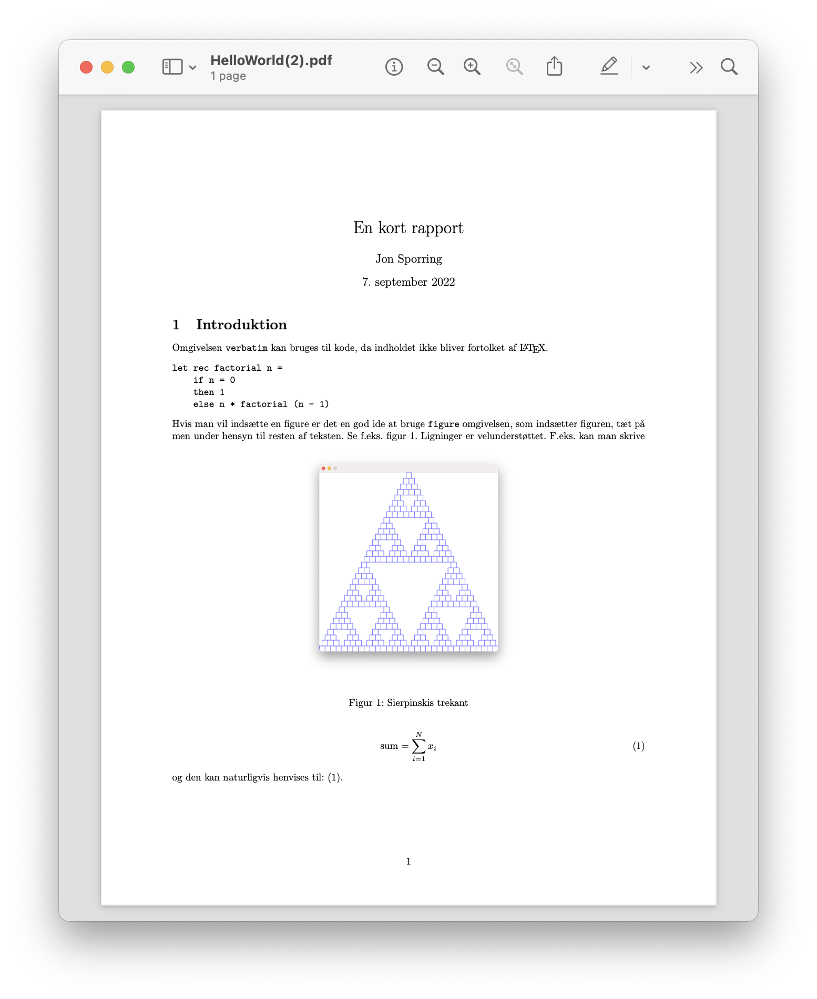 HelloWorld(2).pdf
1 page
En kort rapport
Jon Sporring
7. september 2022
1 Introduktion
Omgivelsen verbatim kan bruges til kode, da indholdet ikke bliver fortolket af LATEX.
let rec factorial n =
    if n = 0
    then 1
    else n * factorial (n - 1)
Hvis man vil indsætte en figure er det en god ide at bruge figure omgivelsen, som indsætter figuren, tæt på
men under hensyn til resten af teksten. Se f.eks. figur 1. Ligninger er velunderstøttet. F.eks. kan man skrive
Figur 1: Sierpinskis trekant
sum = ∑_{i=1}^{N} x_i (1)
og den kan naturligvis henvises til: (1).
1